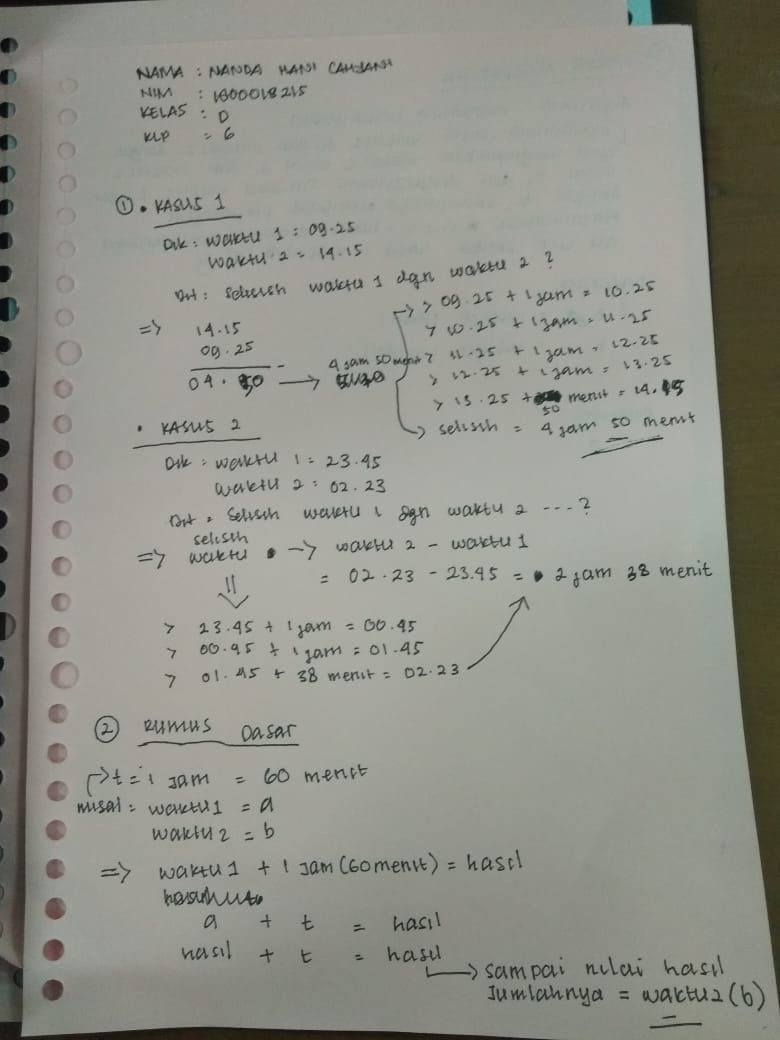 NAMA : NANDA HANI CAHYANI
NIM : 1600018215
KELAS : D
KLP = 6
① • KASUS 1
Dik : waktu 1 : 09.25
waktu 2 = 14.15
Dit : Selisih waktu 1 dgn waktu 2 ?
=> 14.15
09.25 -
04.50 → 4 jam 50 menit
> 09.25 + 1 jam = 10.25
> 10.25 + 1 jam = 11.25
> 11.25 + 1 jam = 12.25
> 12.25 + 1 jam = 13.25
> 13.25 + 50 menit = 14.15
→ selisih = 4 jam 50 menit
• KASUS 2
Dik : waktu 1 = 23.45
waktu 2 = 02.23
Dit = Selisih waktu 1 dgn waktu 2 ---?
=> selisih waktu → waktu 2 - waktu 1
= 02.23 - 23.45 = 2 jam 38 menit
> 23.45 + 1 jam = 00.45
> 00.45 + 1 jam = 01.45
> 01.45 + 38 menit = 02.23
② RUMUS Dasar
→ t = 1 Jam = 60 menit
misal = waktu 1 = a
waktu 2 = b
=> waktu 1 + 1 Jam (60 menit) = hasil
a + t = hasil
hasil + t = hasil
→ sampai nilai hasil
Jumlahnya = waktu 2 (b)